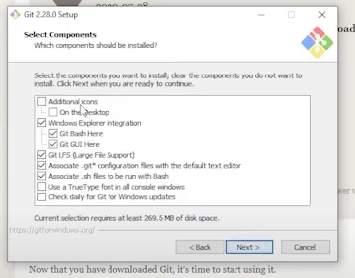 Git 2.28.0 Setup
Select Components
Which components should be installed?
Select the components you want to install; clear the components you do not want to
install. Click Next when you are ready to continue.
Additional icons
On the Desktop
Windows Explorer integration
Git Bash Here
Git GUI Here
Git LFS (Large File Support)
Associate .git* configuration files with the default text editor
Associate .sh files to be run with Bash
Use a TrueType font in all console windows
Check daily for Git for Windows updates
Current selection requires at least 269.5 MB of disk space.
https://gitforwindows.org/
< Back
Next >
Cancel
Now that you have downloaded Git, it's time to start using it.